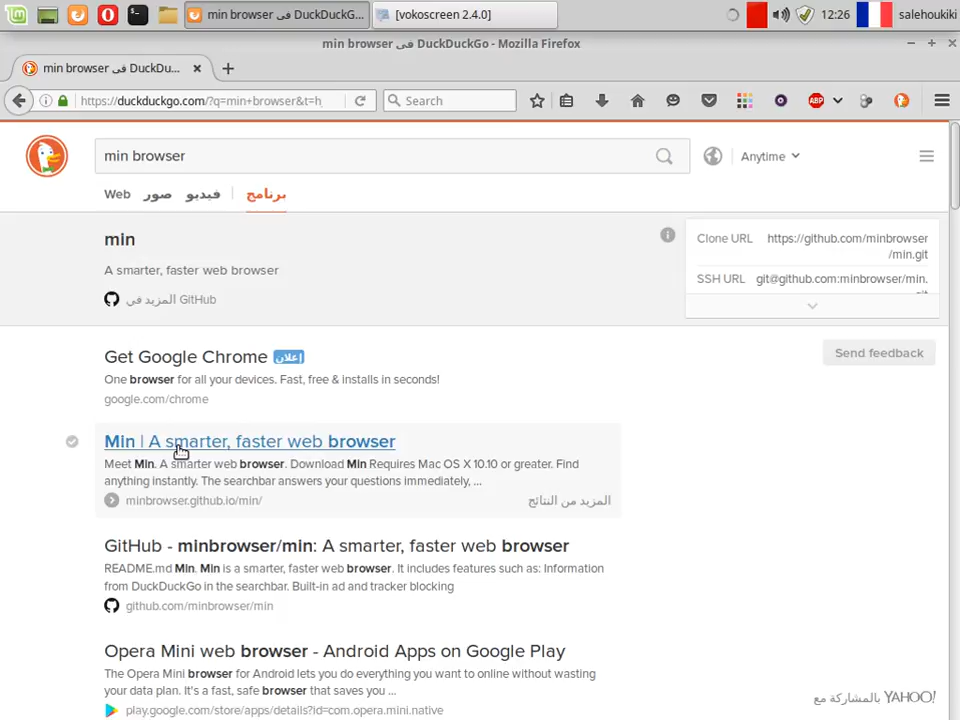 min browser فى DuckDuckG...
[vokoscreen 2.4.0]
12:26
salehoukiki
min browser فى DuckDuckGo - Mozilla Firefox
min browser فى DuckDu...
https://duckduckgo.com/?q=min+browser&t=h
Search
ABP
min browser
Anytime
Web صور فيديو برنامج
min
A smarter, faster web browser
المزيد في GitHub
Clone URL https://github.com/minbrowser
/min.git
SSH URL git@github.com:minbrowser/min.
Send feedback
Get Google Chrome إعلان
One browser for all your devices. Fast, free & installs in seconds!
google.com/chrome
Min | A smarter, faster web browser
Meet Min. A smarter web browser. Download Min Requires Mac OS X 10.10 or greater. Find
anything instantly. The searchbar answers your questions immediately, ...
minbrowser.github.io/min/ المزيد من النتائج
GitHub - minbrowser/min: A smarter, faster web browser
README.md Min. Min is a smarter, faster web browser. It includes features such as: Information
from DuckDuckGo in the searchbar. Built-in ad and tracker blocking
github.com/minbrowser/min
Opera Mini web browser - Android Apps on Google Play
The Opera Mini browser for Android lets you do everything you want to online without wasting
your data plan. It's a fast, safe browser that saves you ...
play.google.com/store/apps/details?id=com.opera.mini.native
بالمشاركة مع YAHOO!